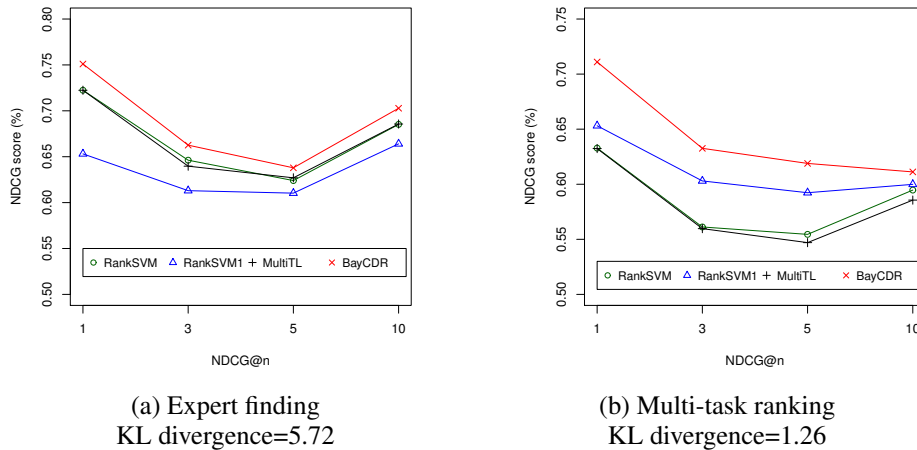 0.80
0.75
0.70
0.65
0.60
0.55
0.50
NDCG score (%)
RankSVM RankSVM1 MultiTL BayCDR
1 3 5 10
NDCG@n
(a) Expert finding
KL divergence=5.72
0.75
0.70
0.65
0.60
0.55
0.50
NDCG score (%)
RankSVM RankSVM1 MultiTL BayCDR
1 3 5 10
NDCG@n
(b) Multi-task ranking
KL divergence=1.26